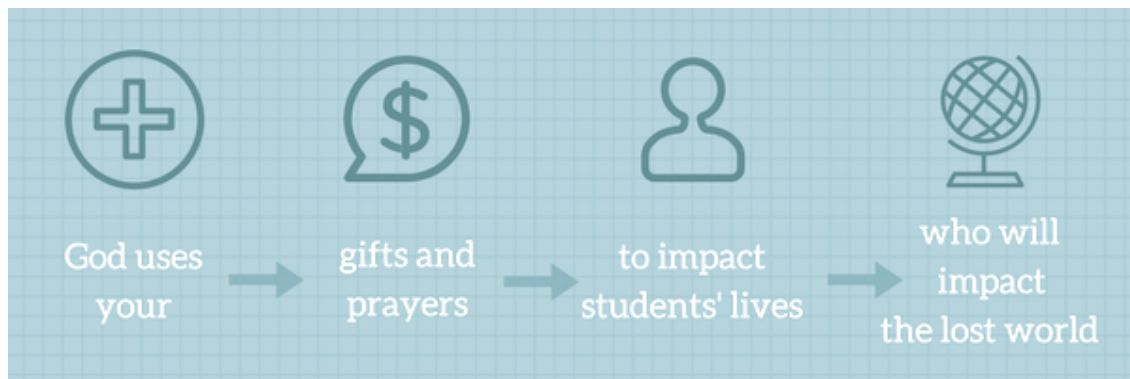 God uses
your
gifts and
prayers
to impact
students' lives
who will
impact
the lost world